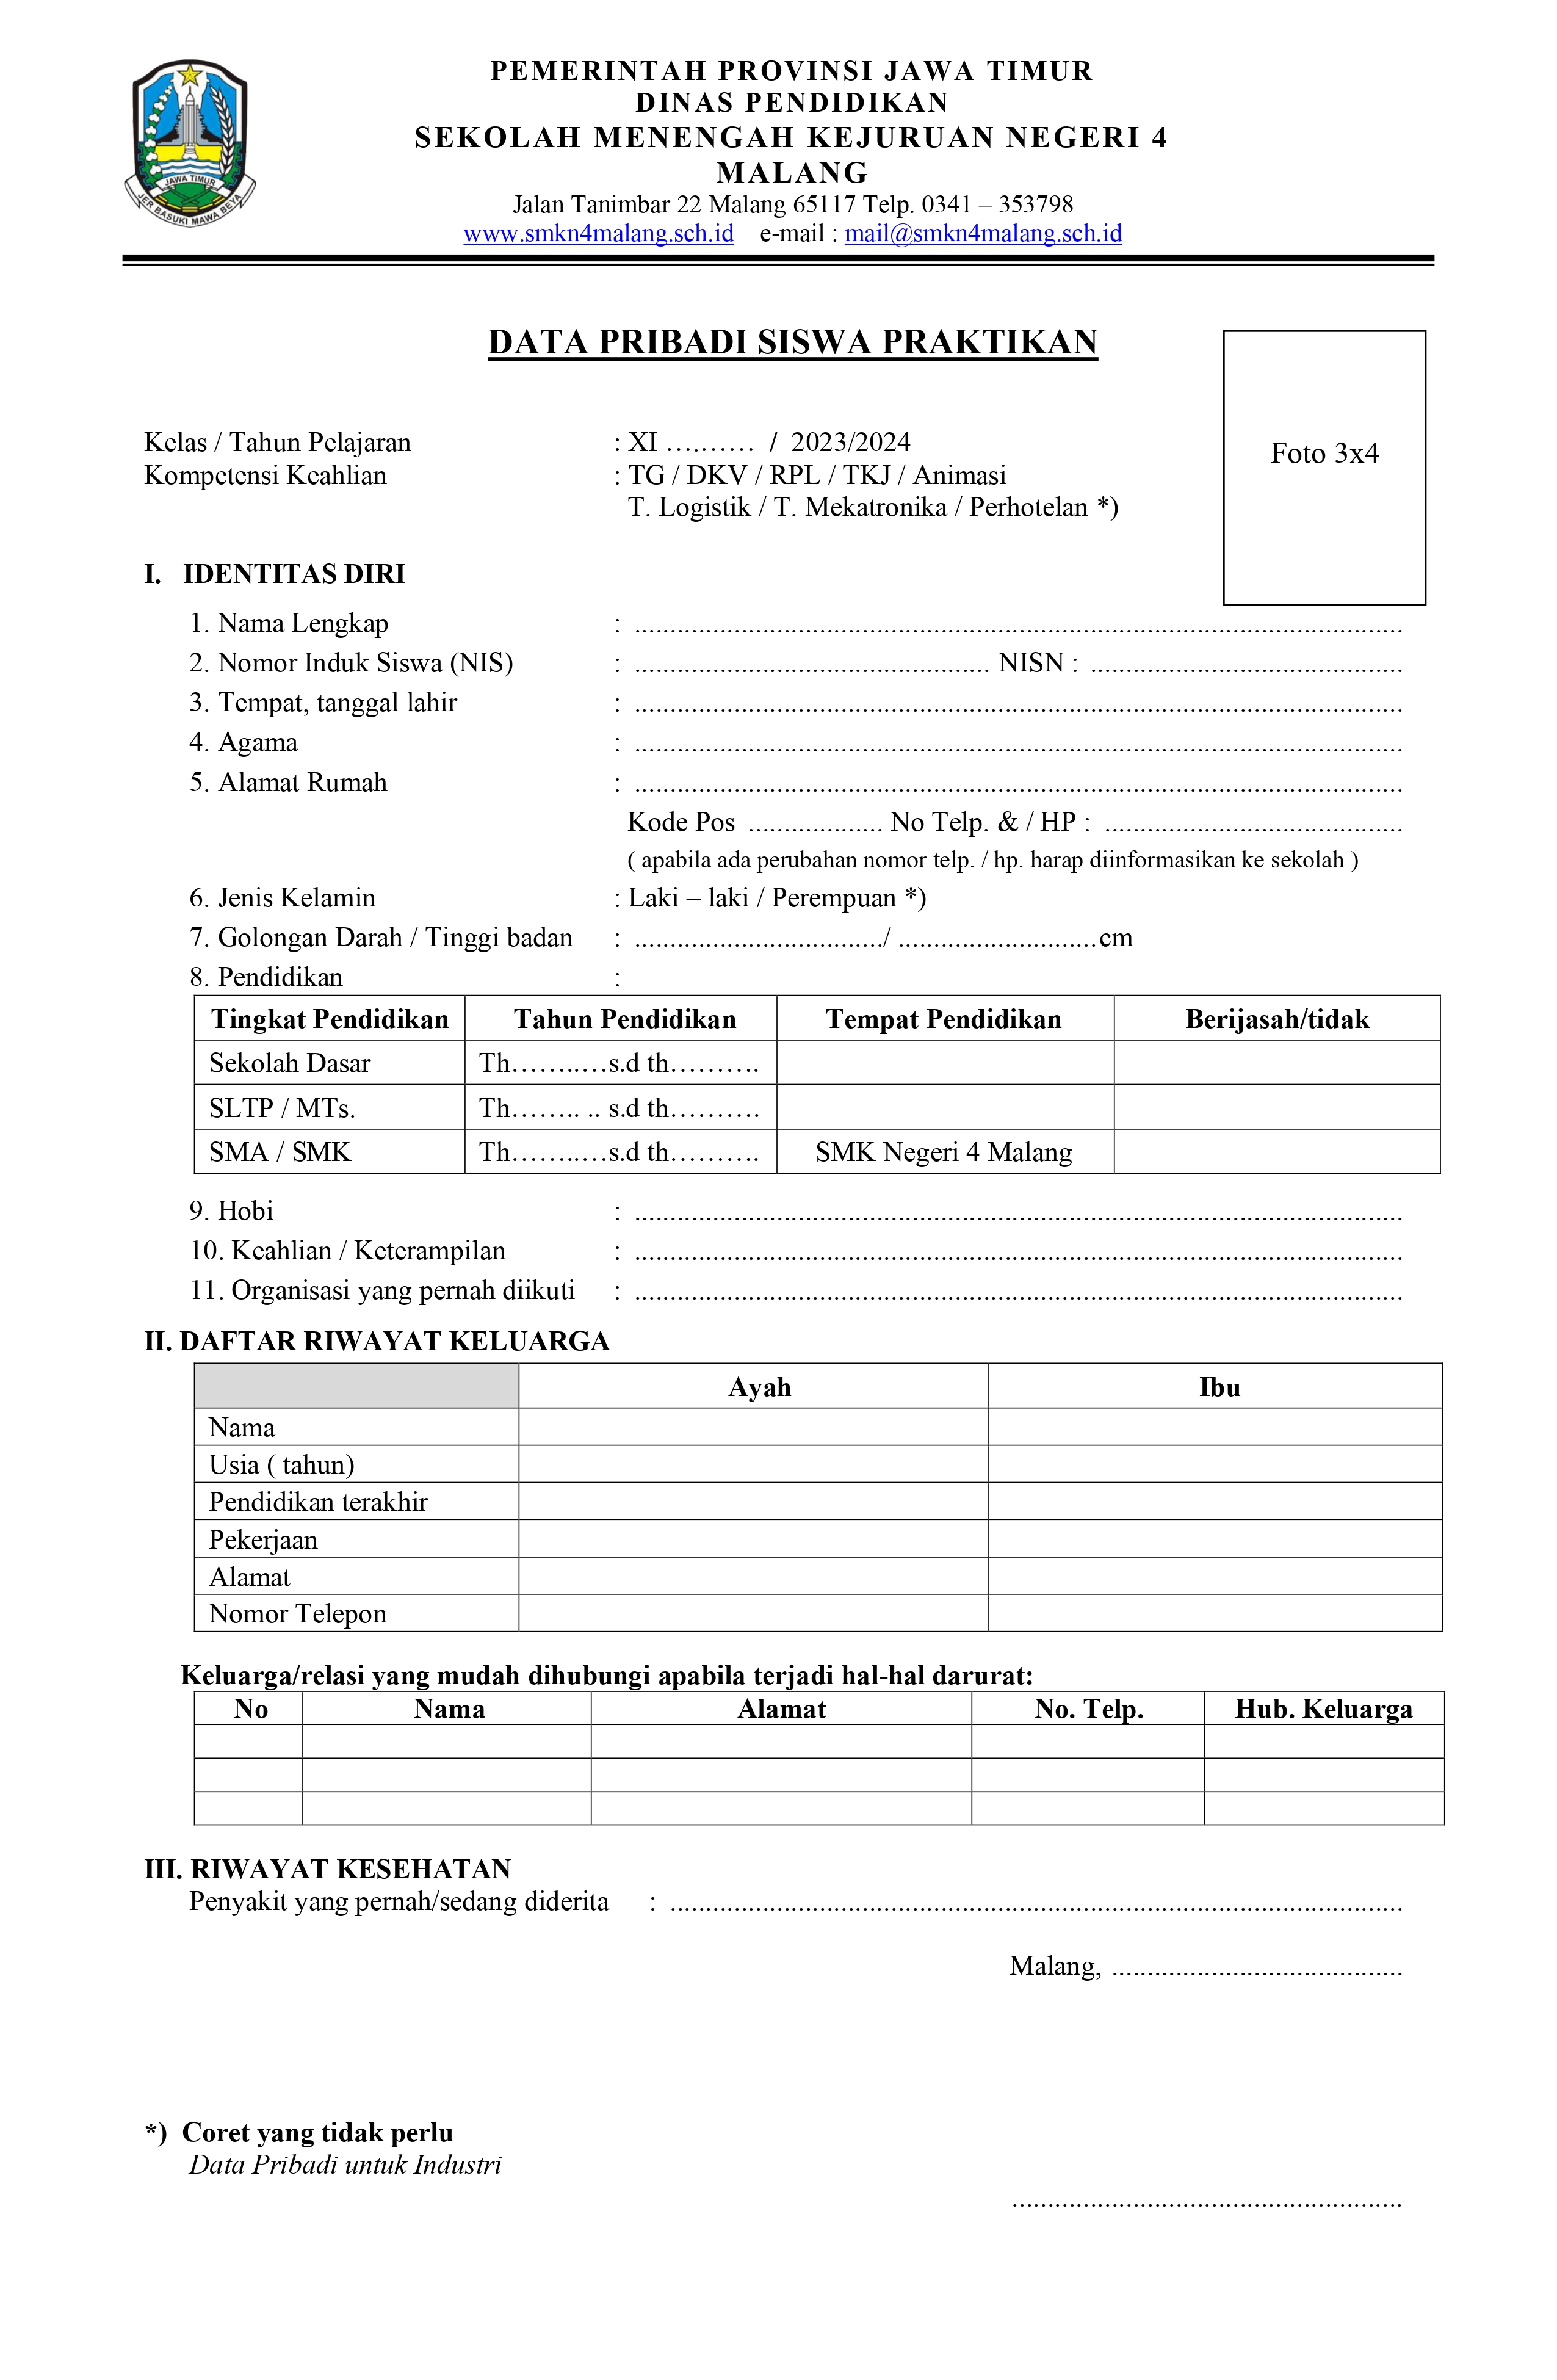 PEMERINTAH PROVINSI JAWA TIMUR
DINAS PENDIDIKAN
SEKOLAH MENENGAH KEJURUAN NEGERI 4
MALANG
Jalan Tanimbar 22 Malang 65117 Telp. 0341 – 353798
www.smkn4malang.sch.id e-mail : mail@smkn4malang.sch.id
JAWA TIMUR
JER BASUKI MAWA BEYA
DATA PRIBADI SISWA PRAKTIKAN
Foto 3x4
Kelas / Tahun Pelajaran : XI ………. / 2023/2024
Kompetensi Keahlian : TG / DKV / RPL / TKJ / Animasi
T. Logistik / T. Mekatronika / Perhotelan *)
I. IDENTITAS DIRI
1. Nama Lengkap : ..........................................................
2. Nomor Induk Siswa (NIS) : .................................. NISN : ..............................
3. Tempat, tanggal lahir : ..........................................................
4. Agama : ..........................................................
5. Alamat Rumah : ..........................................................
Kode Pos ................... No Telp. & / HP : ..............................
( apabila ada perubahan nomor telp. / hp. harap diinformasikan ke sekolah )
6. Jenis Kelamin : Laki – laki / Perempuan *)
7. Golongan Darah / Tinggi badan : .................................../ ............................cm
8. Pendidikan :
Tingkat Pendidikan Tahun Pendidikan Tempat Pendidikan Berijasah/tidak
Sekolah Dasar Th……..…s.d th……….
SLTP / MTs. Th…….. .. s.d th……….
SMA / SMK Th……..…s.d th………. SMK Negeri 4 Malang
9. Hobi : ..........................................................
10. Keahlian / Keterampilan : ..........................................................
11. Organisasi yang pernah diikuti : ..........................................................
II. DAFTAR RIWAYAT KELUARGA
Ayah Ibu
Nama
Usia ( tahun)
Pendidikan terakhir
Pekerjaan
Alamat
Nomor Telepon
Keluarga/relasi yang mudah dihubungi apabila terjadi hal-hal darurat:
No Nama Alamat No. Telp. Hub. Keluarga
III. RIWAYAT KESEHATAN
Penyakit yang pernah/sedang diderita : ..........................................................
Malang, .........................................
*) Coret yang tidak perlu
Data Pribadi untuk Industri
.......................................................